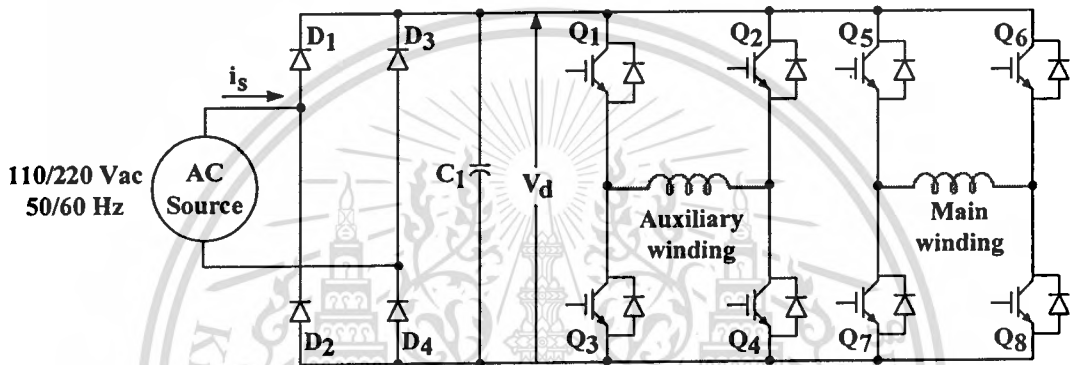 D1
D3
Q1
Q2
Q5
Q6
is
110/220 Vac
50/60 Hz
AC
Source
C1
Vd
Auxiliary
winding
Main
winding
D2
D4
Q3
Q4
Q7
Q8
K